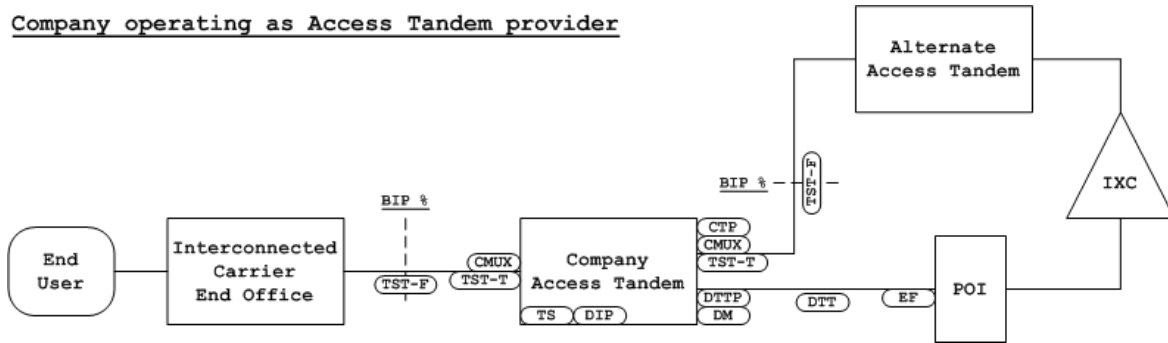 Company operating as Access Tandem provider
Alternate
Access Tandem
TST-F
BIP %
IXC
BIP %
End
User
Interconnected
Carrier
End Office
TST-F
CMUX
TST-T
Company
Access Tandem
TS
DIP
CTP
CMUX
TST-T
DTTP
DM
DTT
EF
POI